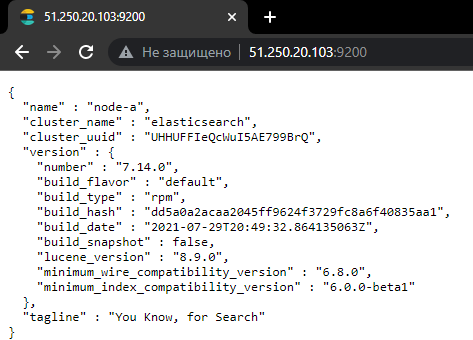 51.250.20.103:9200
Не защищено 51.250.20.103:9200
{
  "name" : "node-a",
  "cluster_name" : "elasticsearch",
  "cluster_uuid" : "UHHUFFIeQcWuI5AE799BrQ",
  "version" : {
    "number" : "7.14.0",
    "build_flavor" : "default",
    "build_type" : "rpm",
    "build_hash" : "dd5a0a2acaa2045ff9624f3729fc8a6f40835aa1",
    "build_date" : "2021-07-29T20:49:32.864135063Z",
    "build_snapshot" : false,
    "lucene_version" : "8.9.0",
    "minimum_wire_compatibility_version" : "6.8.0",
    "minimum_index_compatibility_version" : "6.0.0-beta1"
  },
  "tagline" : "You Know, for Search"
}